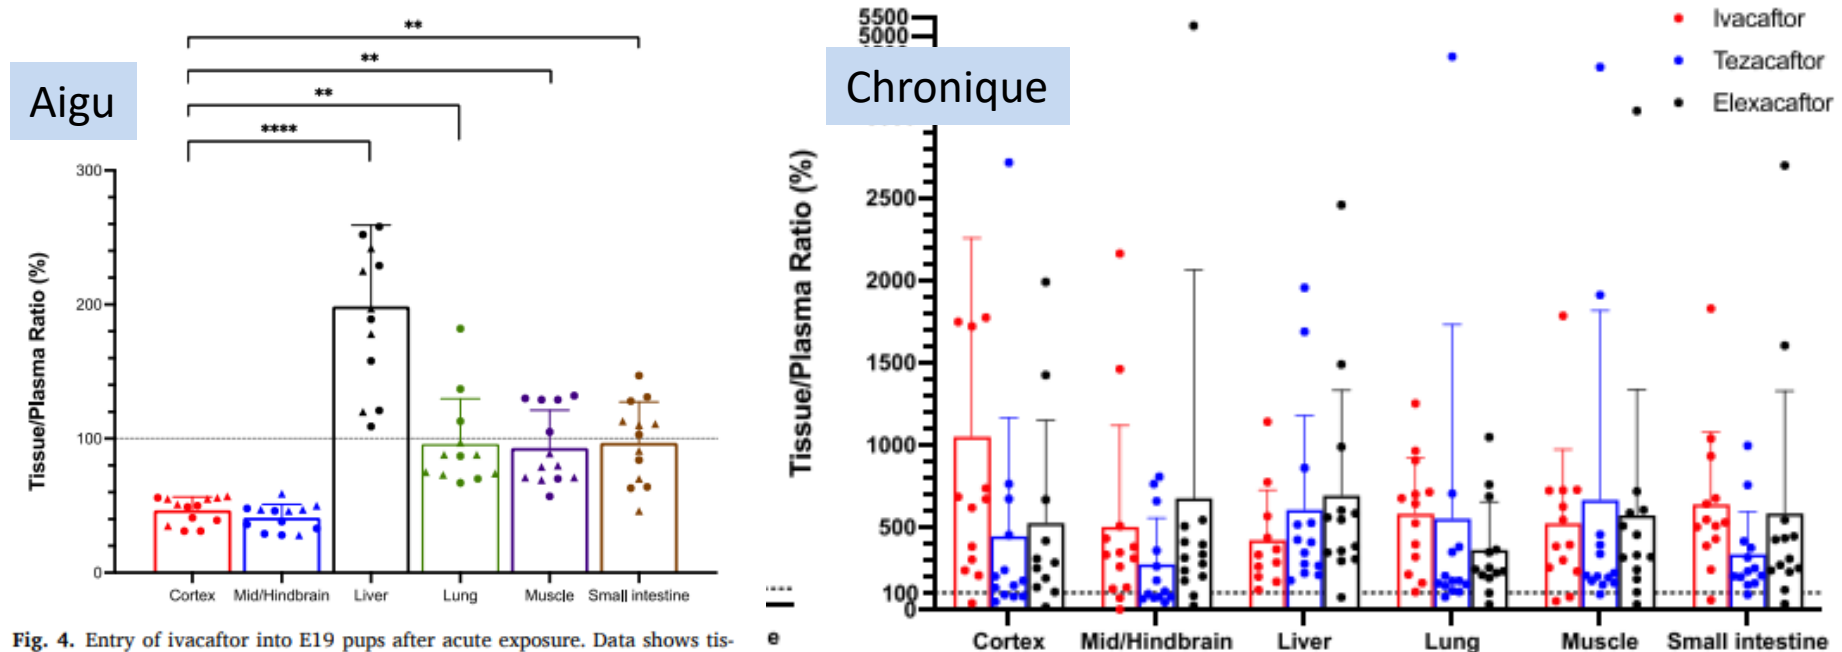 **
**
**
****
Aigu
300
200
100
0
Tissue/Plasma Ratio (%)
Cortex Mid/Hindbrain Liver Lung Muscle Small intestine
Fig. 4. Entry of ivacaftor into E19 pups after acute exposure. Data shows tis-
e
Chronique
5500
5000
2500
2000
1500
1000
500
100
0
Tissue/Plasma Ratio (%)
Ivacaftor
Tezacaftor
Elexacaftor
Cortex Mid/Hindbrain Liver Lung Muscle Small intestine